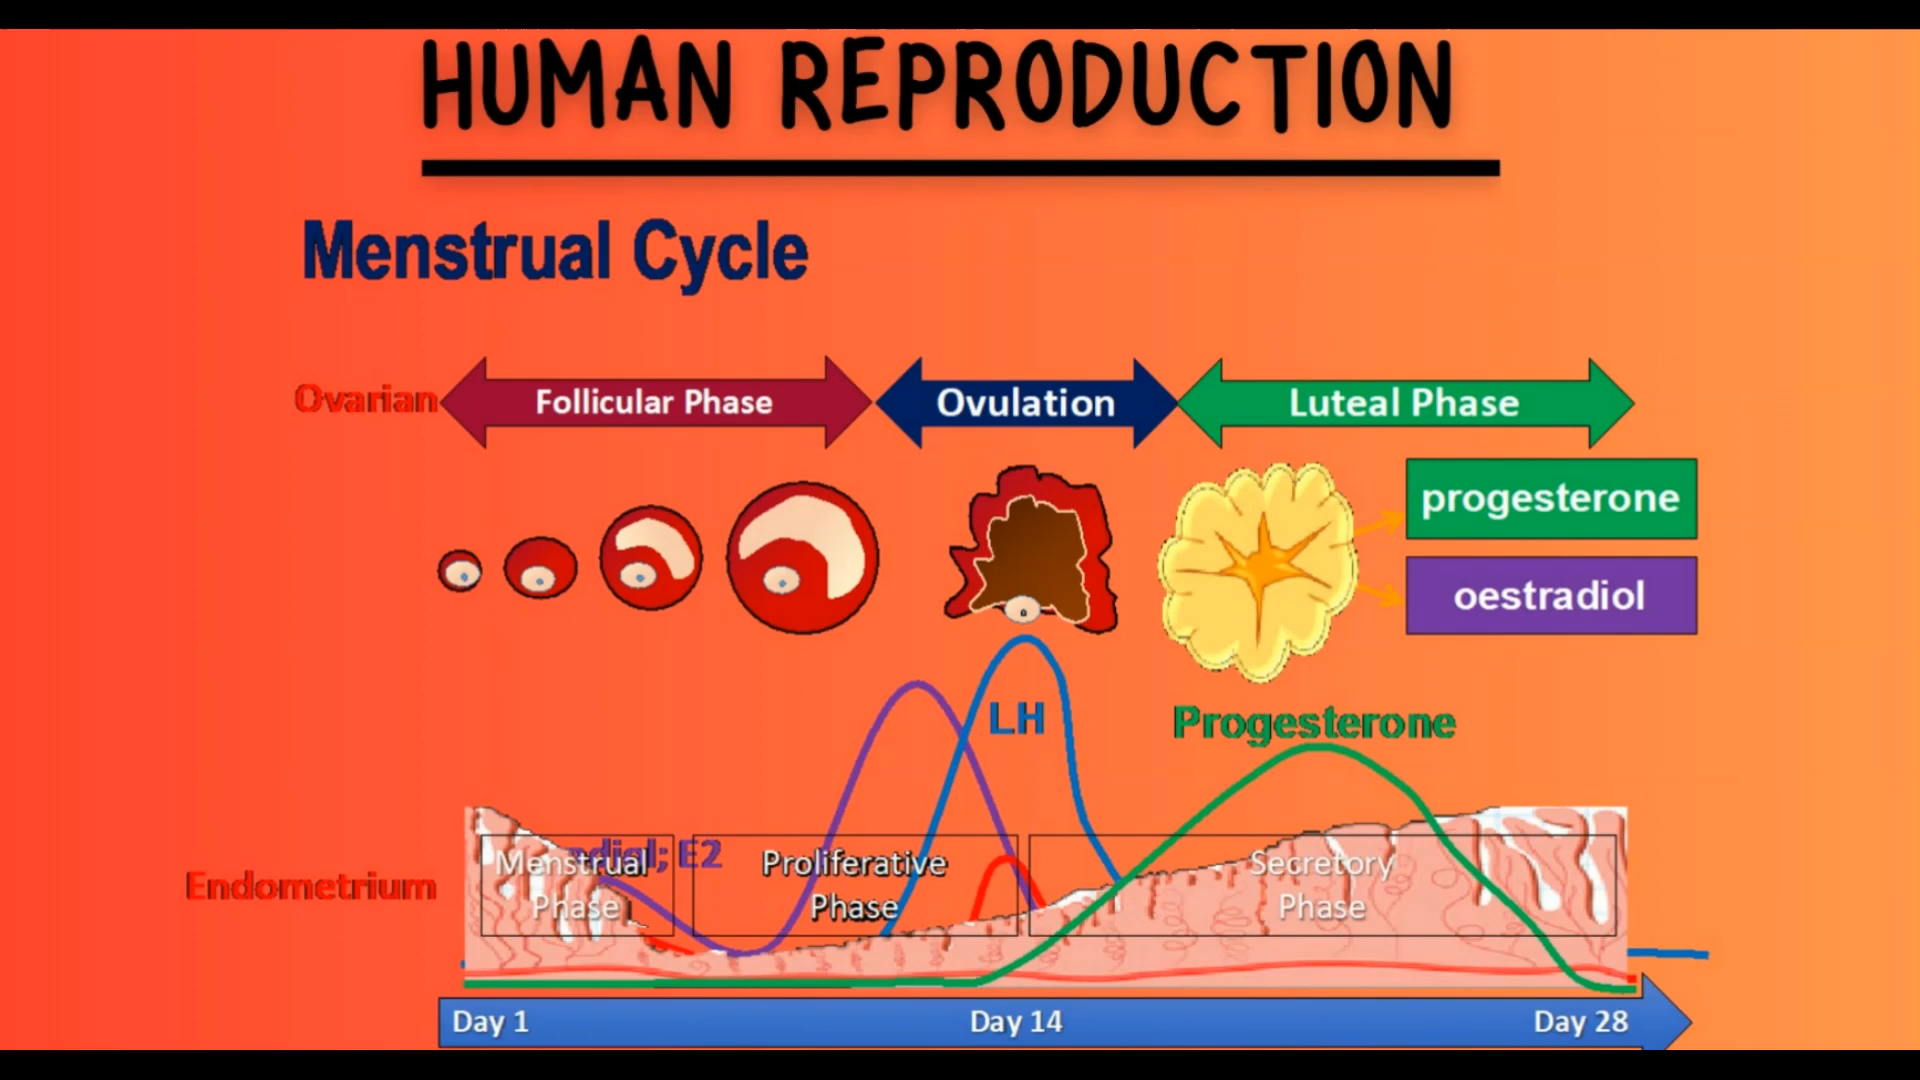 HUMAN REPRODUCTION
Menstrual Cycle
Ovarian
Follicular Phase
Ovulation
Luteal Phase
progesterone
oestradiol
LH
Progesterone
E2
Menstrual
Phase
Proliferative
Phase
Secretory
Phase
Endometrium
Day 1
Day 14
Day 28